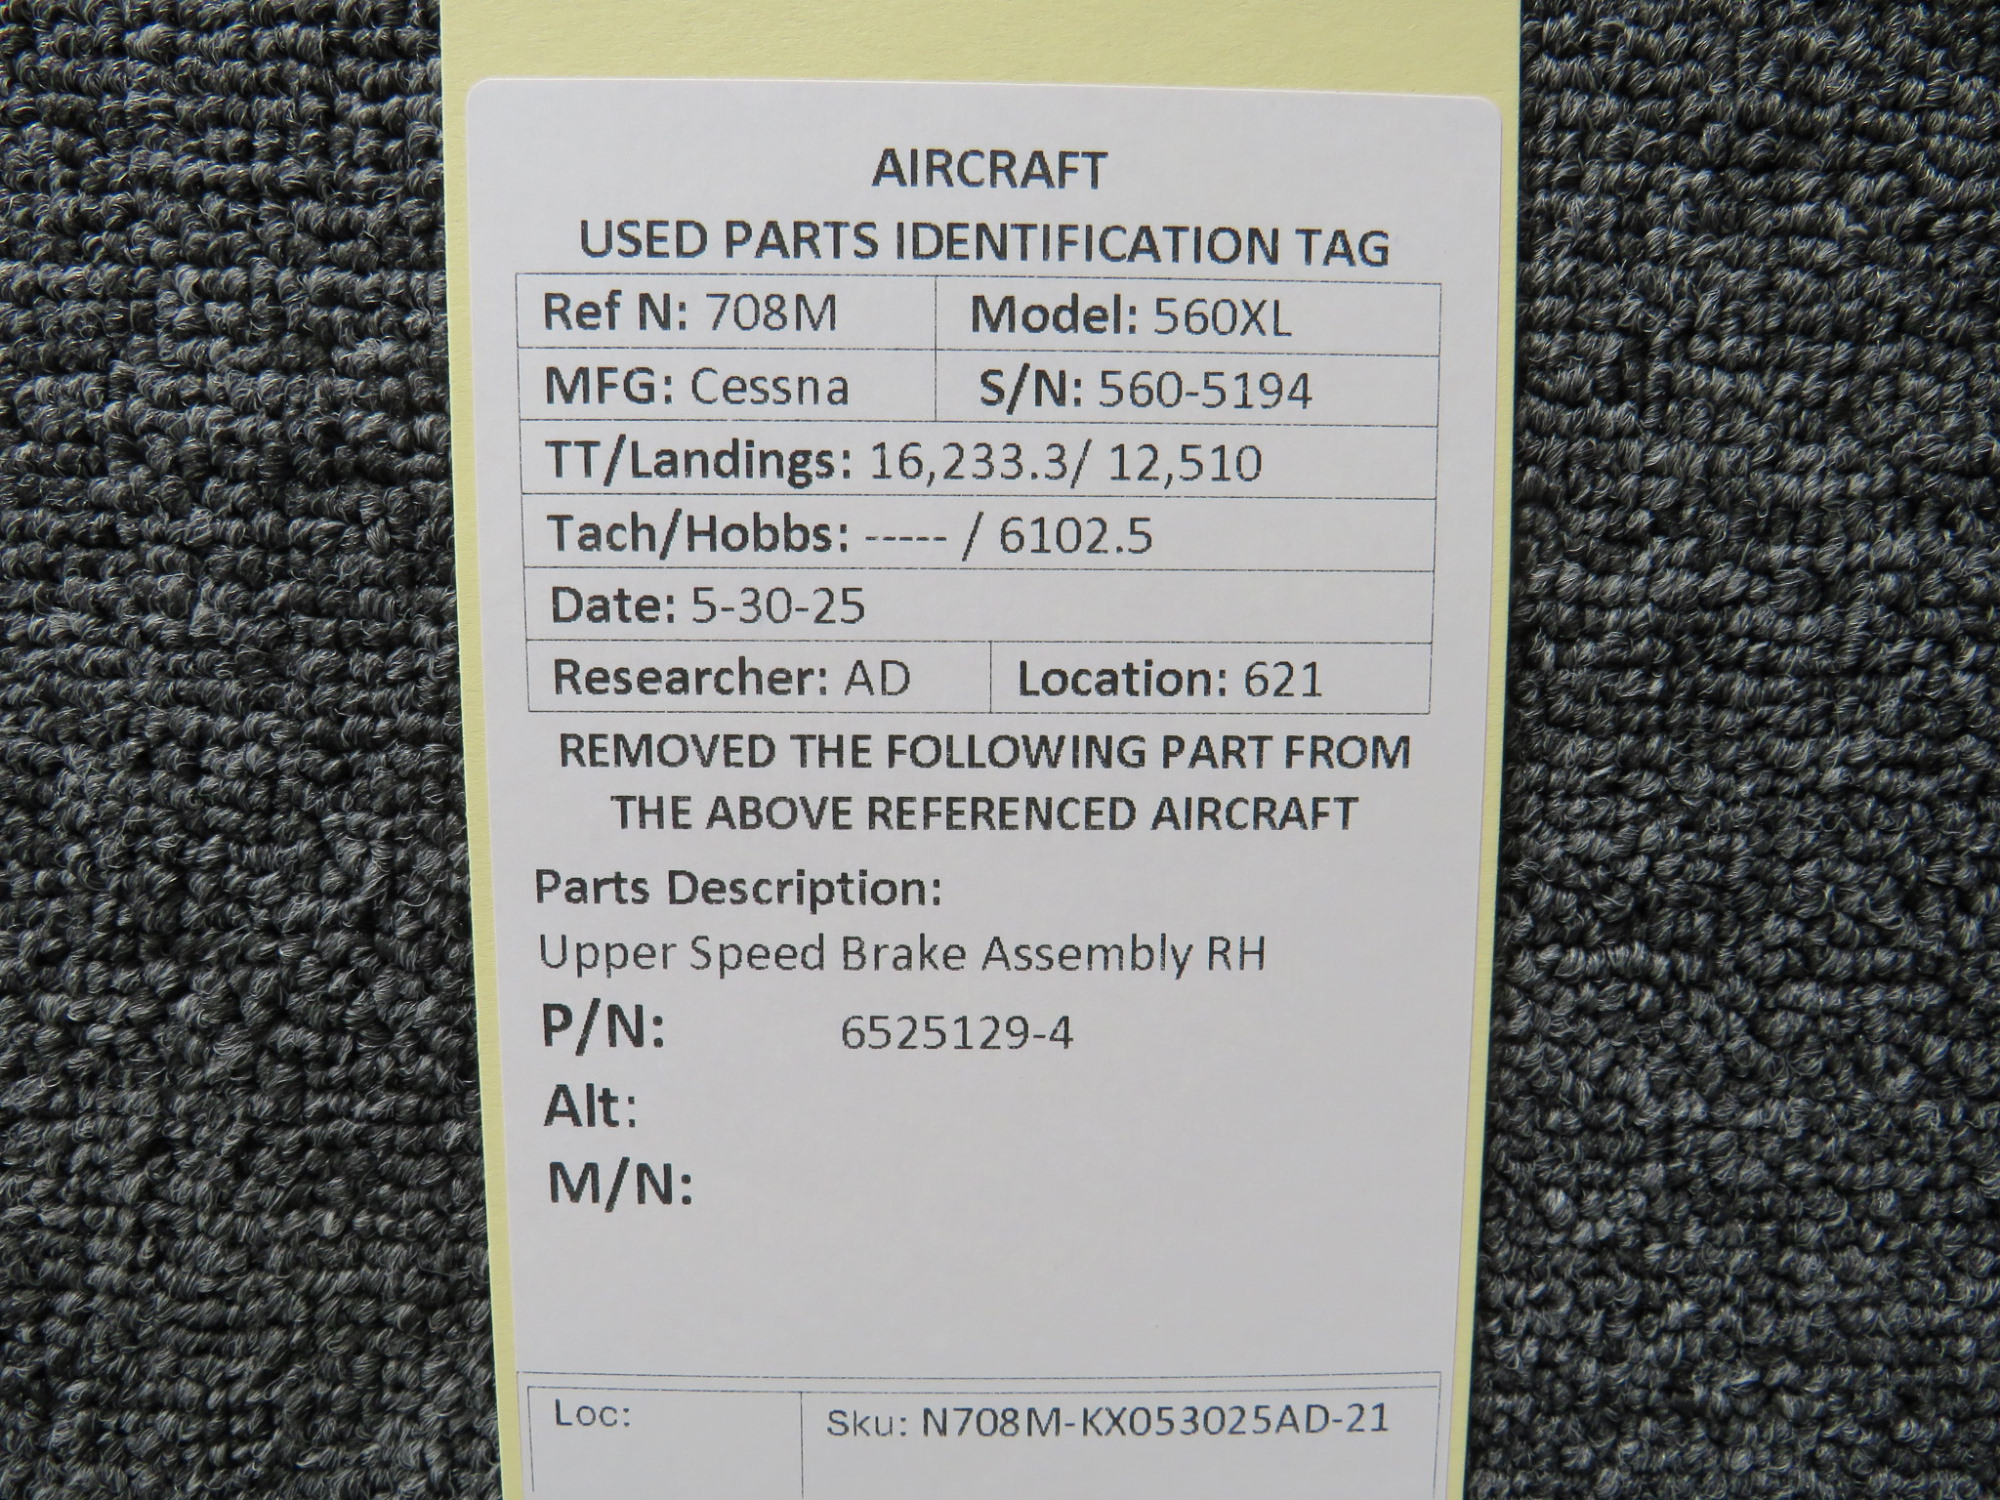 AIRCRAFT
USED PARTS IDENTIFICATION TAG
Ref N: 708M Model: 560XL
MFG: Cessna S/N: 560-5194
TT/Landings: 16,233.3/ 12,510
Tach/Hobbs: ----- / 6102.5
Date: 5-30-25
Researcher: AD Location: 621
REMOVED THE FOLLOWING PART FROM
THE ABOVE REFERENCED AIRCRAFT
Parts Description:
Upper Speed Brake Assembly RH
P/N: 6525129-4
Alt:
M/N:
Loc: Sku: N708M-KX053025AD-21